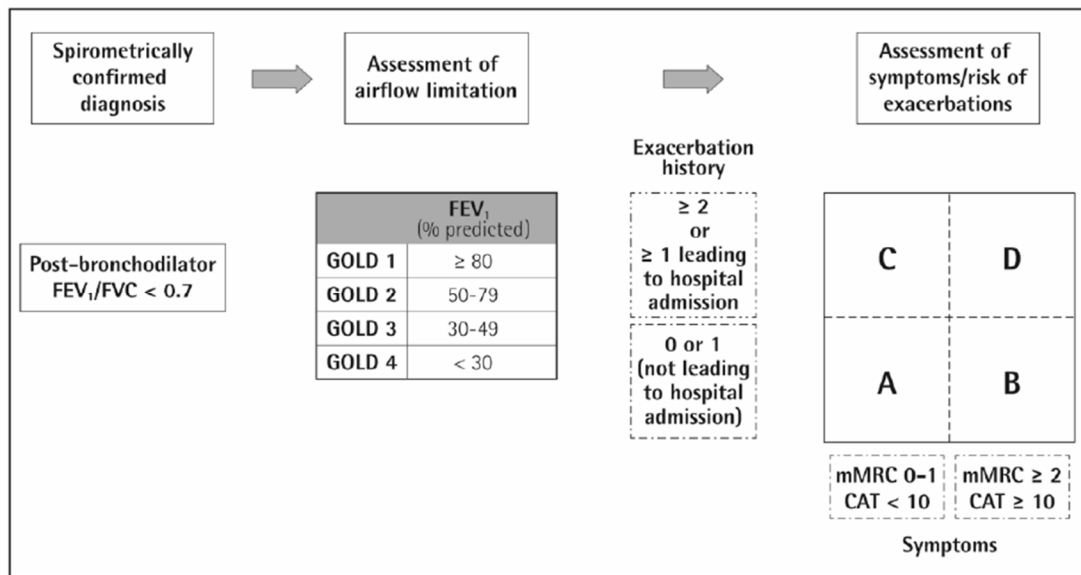 Spirometrically
confirmed
diagnosis
Assessment of
airflow limitation
Assessment of
symptoms/risk of
exacerbations
Post-bronchodilator
FEV₁/FVC < 0.7
FEV₁
(% predicted)
GOLD 1 ≥ 80
GOLD 2 50-79
GOLD 3 30-49
GOLD 4 < 30
Exacerbation
history
≥ 2
or
≥ 1 leading
to hospital
admission
0 or 1
(not leading
to hospital
admission)
C D
A B
mMRC 0-1
CAT < 10
mMRC ≥ 2
CAT ≥ 10
Symptoms